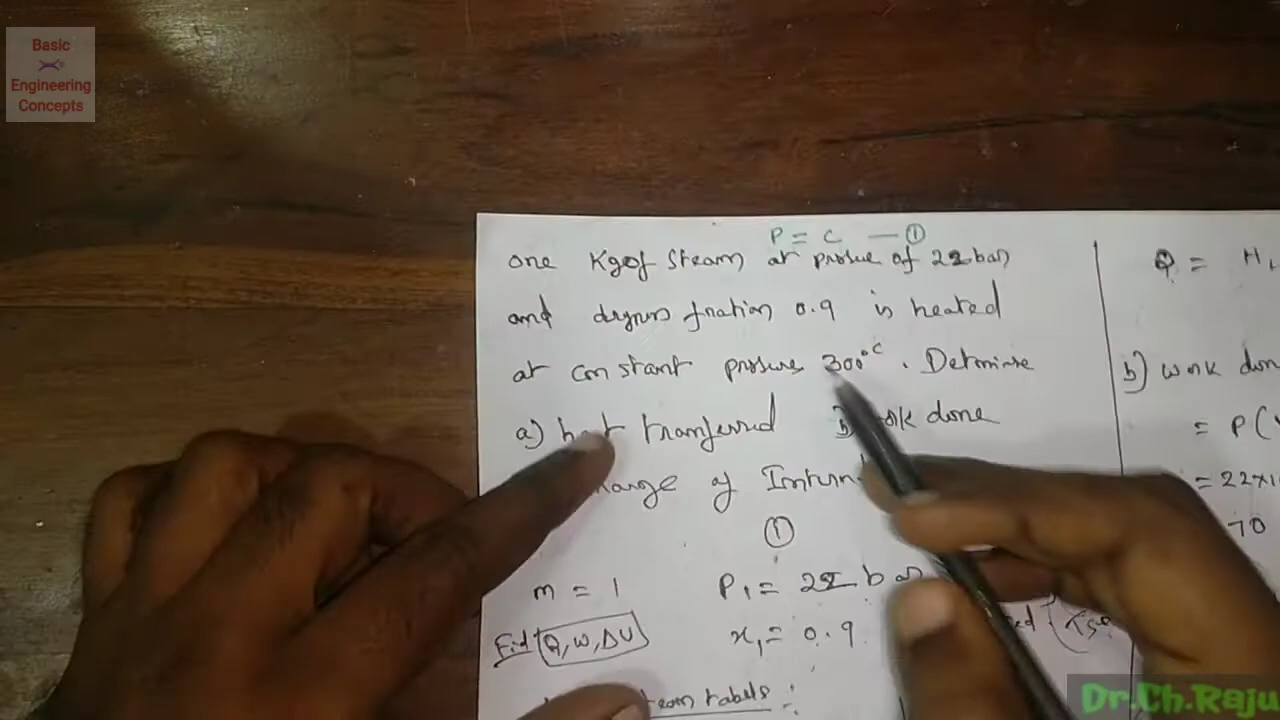 Basic
Engineering
Concepts
P = C — ①
one Kg of Steam at prssure of 22 bar
and dryness fraction 0.9 is heated
at constant pressure 300°C. Determine
a) heat transferred b) work done
change of Intern
①
m = 1
P₁ = 22 bar
Find Q, W, ΔU
x₁ = 0.9
steam tabels :-
Q = H
b) work don
= P(V
= 22×1
70
Dr.Ch.Raju